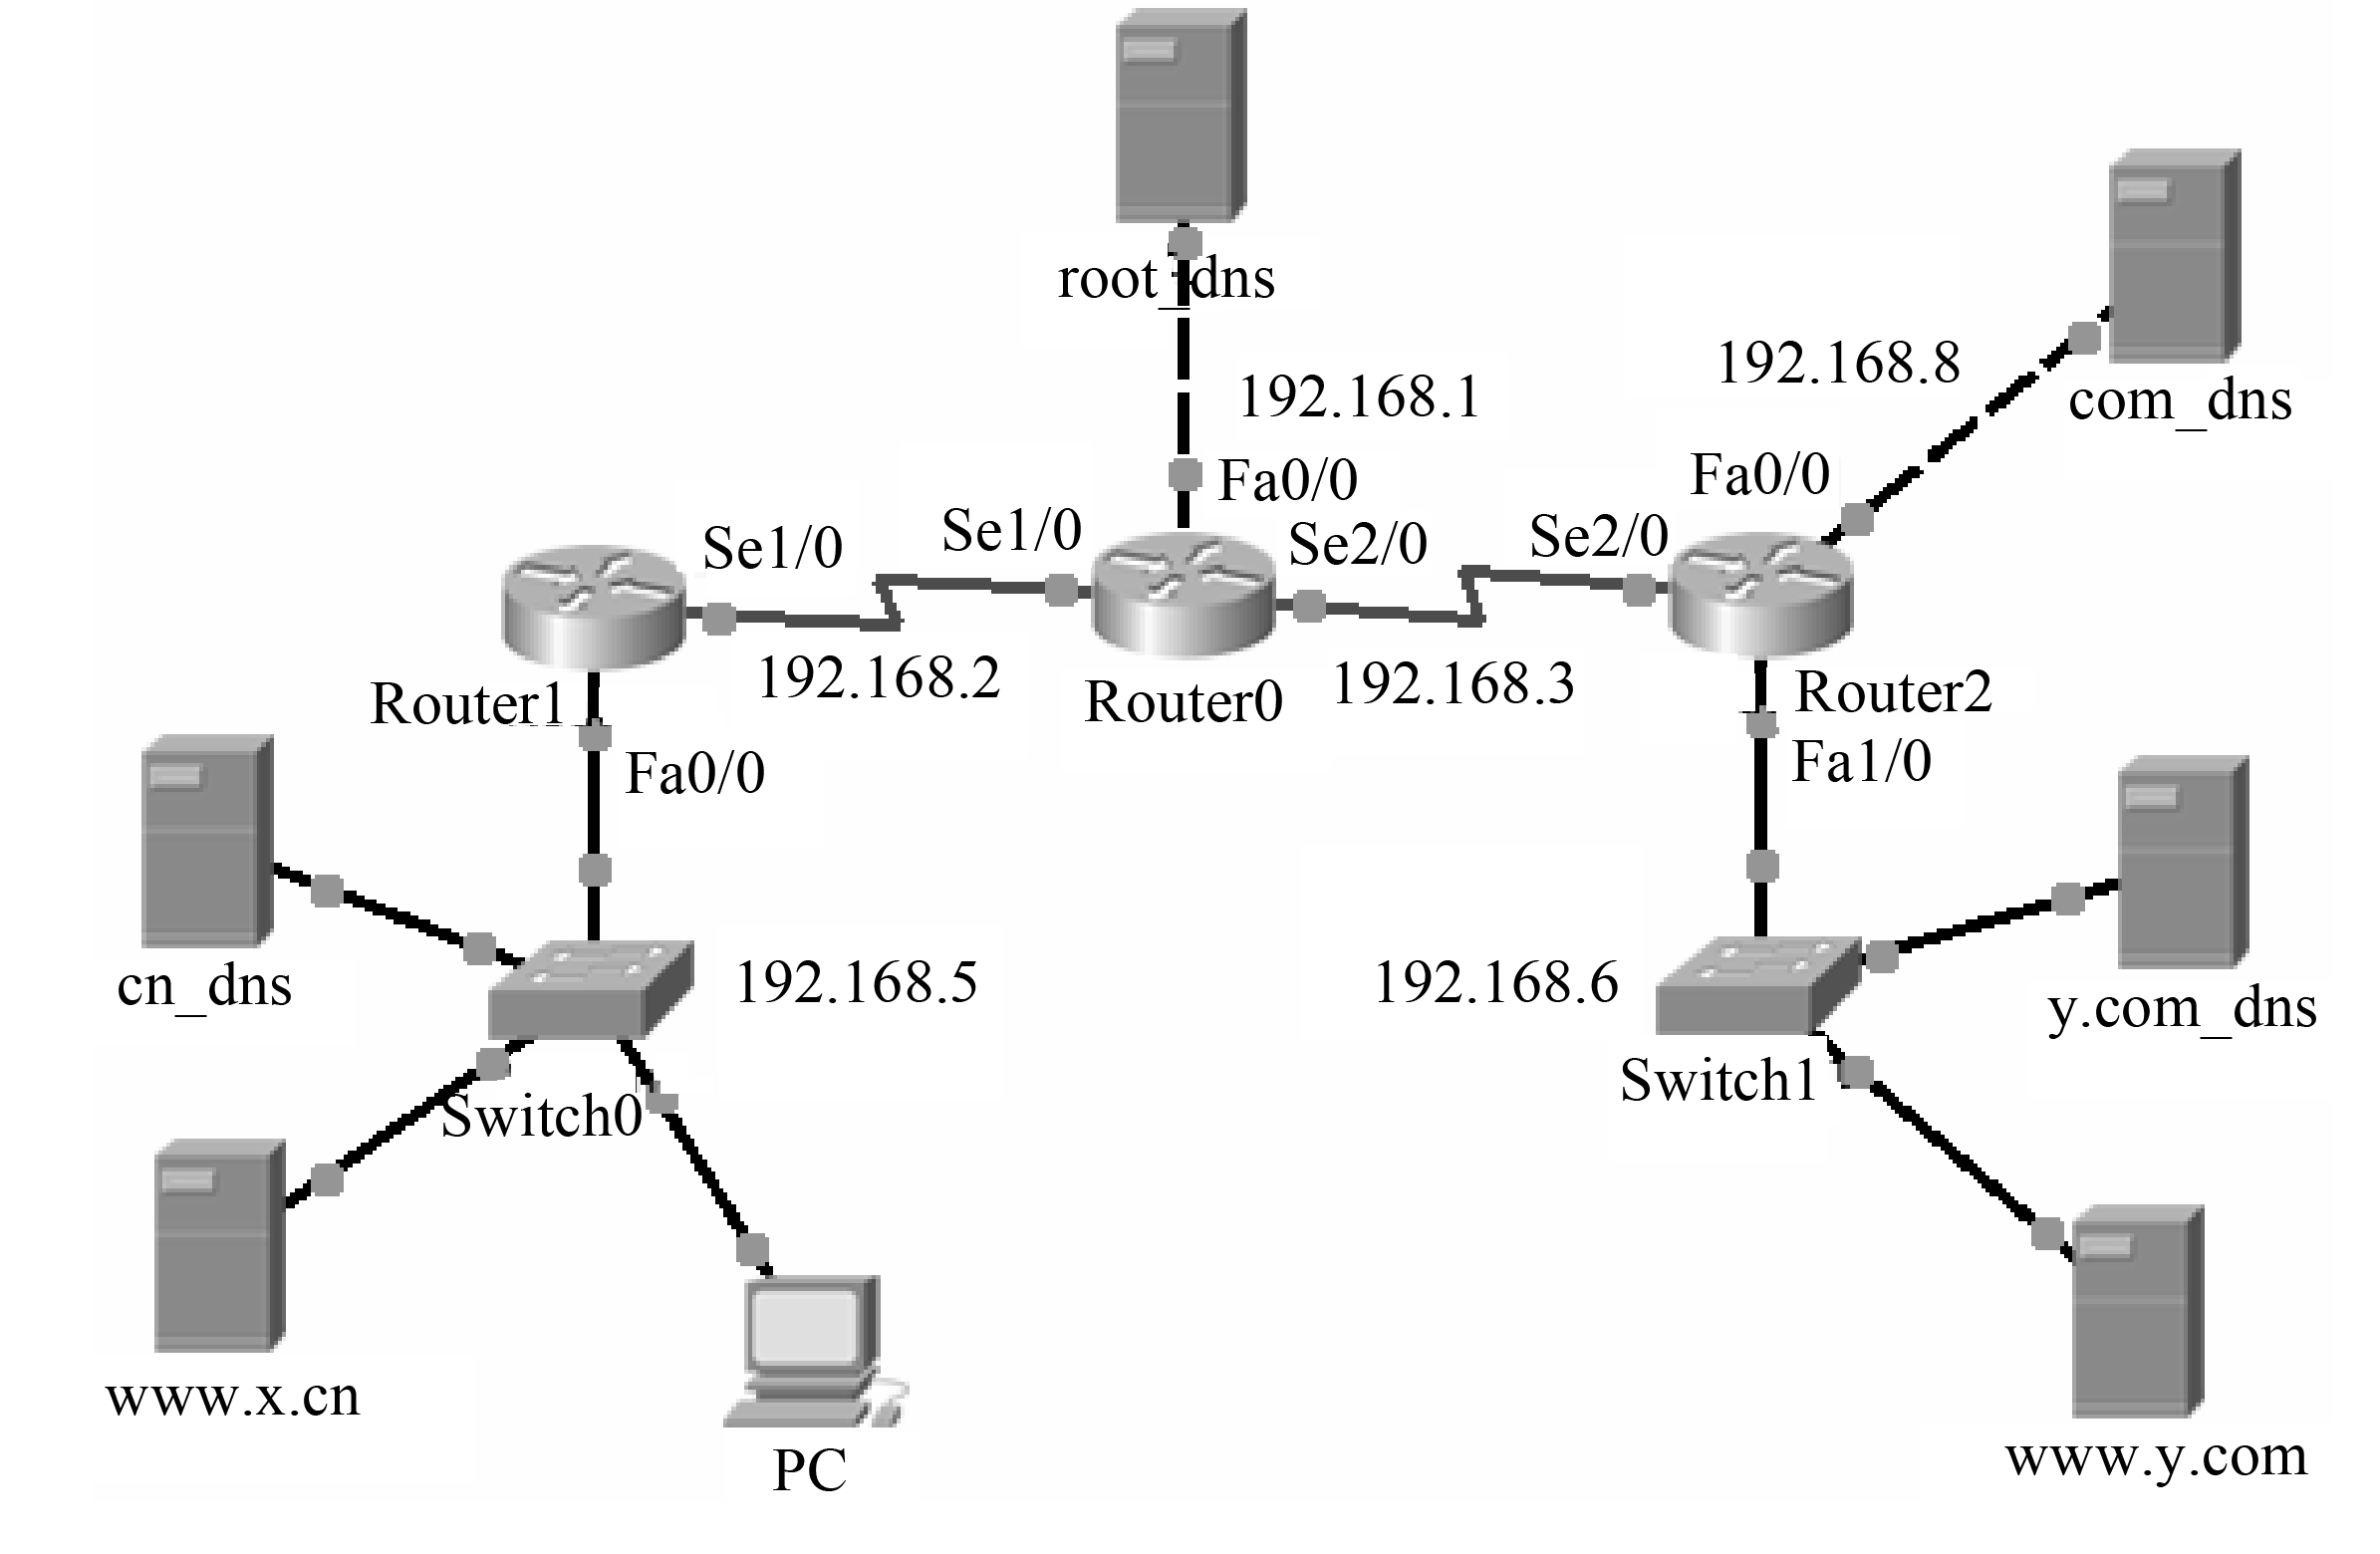 root_dns
192.168.1
192.168.8
com_dns
Fa0/0
Fa0/0
Se1/0
Se1/0
Se2/0
Se2/0
192.168.2
Router0
192.168.3
Router1
Router2
Fa0/0
Fa1/0
cn_dns
192.168.5
192.168.6
y.com_dns
Switch0
Switch1
www.x.cn
PC
www.y.com